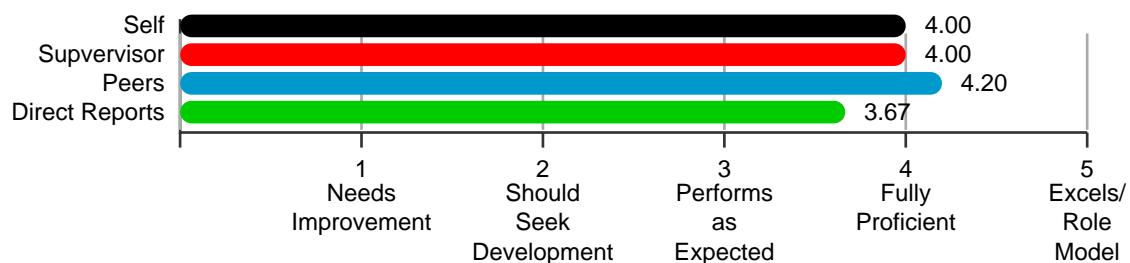 Self 4.00
Supvervisor 4.00
Peers 4.20
Direct Reports 3.67
1 2 3 4 5
Needs Should Performs Fully Excels/
Improvement Seek as Proficient Role
Development Expected Model